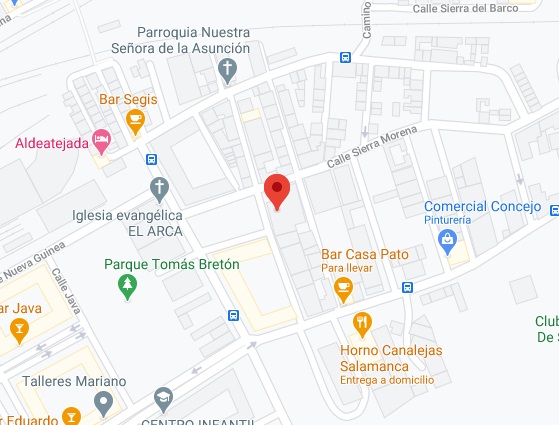 Calle Sierra del Barco
Camino
Parroquia Nuestra
Señora de la Asunción
Bar Segis
Aldeatejada
Calle Sierra Morena
Iglesia evangélica
EL ARCA
Comercial Concejo
Pinturería
Nueva Guinea
Calle Java
Parque Tomás Bretón
Bar Casa Pato
Para llevar
ar Java
Club
De S
Horno Canalejas
Salamanca
Entrega a domicilio
Talleres Mariano
CENTRO INFANTIL
ar Eduardo